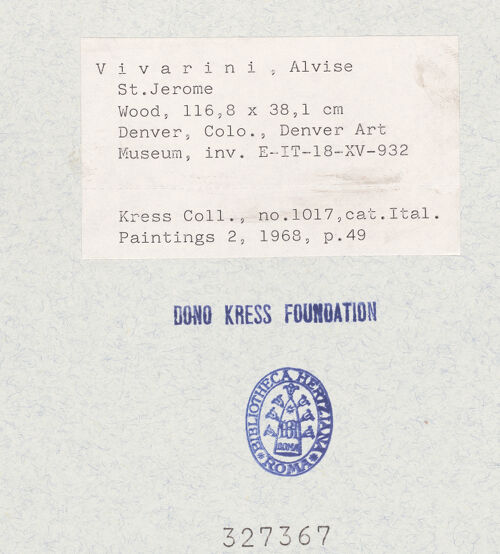 V i v a r i n i , Alvise
St.Jerome
Wood, 116,8 x 38,1 cm
Denver, Colo., Denver Art
Museum, inv. E-IT-18-XV-932
Kress Coll., no.1017,cat.Ital.
Paintings 2, 1968, p.49
DONO KRESS FOUNDATION
BIBLIOTHECA HERTZIANA
ROMA
327367